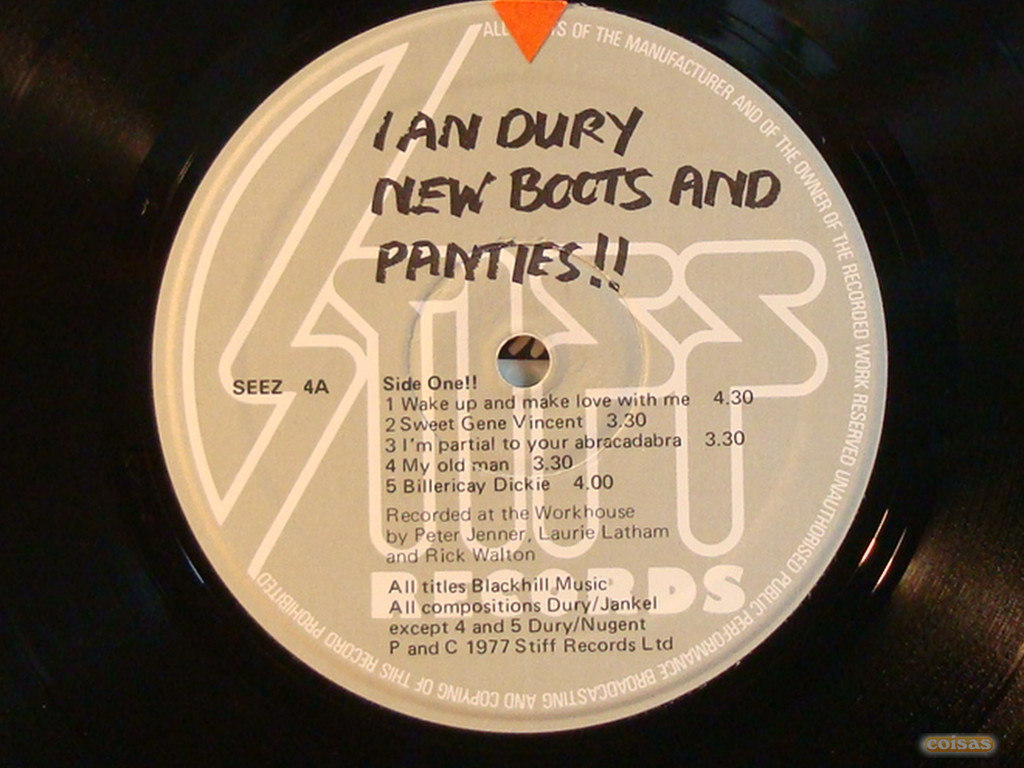 IAN DURY
NEW BOOTS AND
PANTIES!!
STIFF
SEEZ 4A
Side One!!
1 Wake up and make love with me 4.30
2 Sweet Gene Vincent 3.30
3 I'm partial to your abracadabra 3.30
4 My old man 3.30
5 Billericay Dickie 4.00
Recorded at the Workhouse
by Peter Jenner, Laurie Latham
and Rick Walton
RECORDS
All titles Blackhill Music
All compositions Dury/Jankel
except 4 and 5 Dury/Nugent
P and C 1977 Stiff Records Ltd
ALL OF THE MANUFACTURER AND OF THE OWNER OF THE RECORDED WORK RESERVED UNAUTHORISED PUBLIC PERFORMANCE BROADCASTING AND COPYING OF THIS RECORD PROHIBITED
coisas